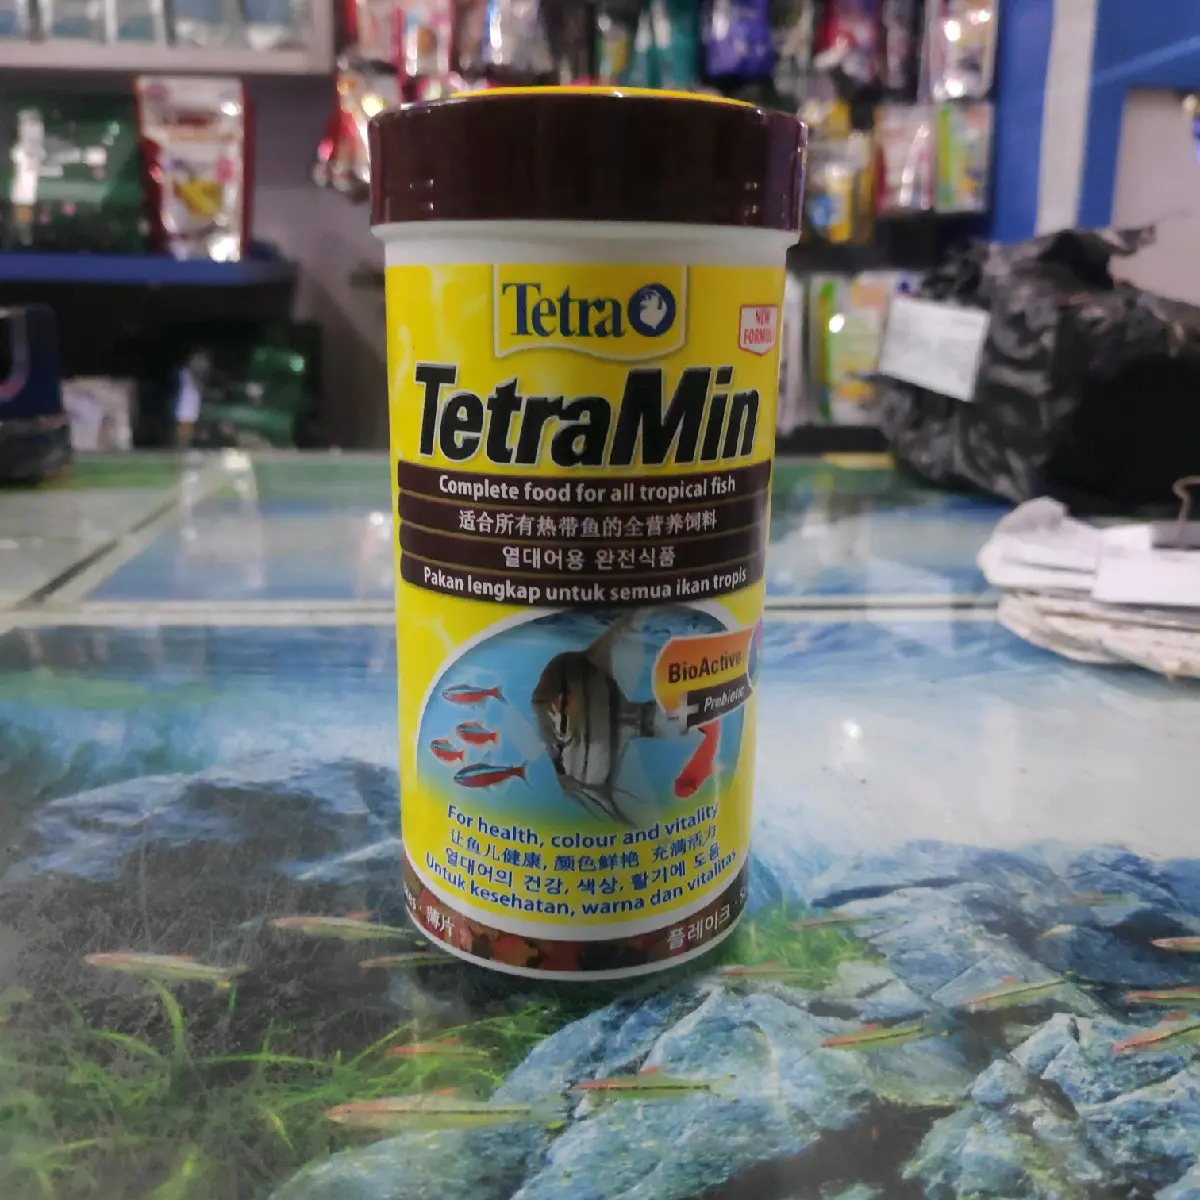 Tetra
NEW
FORMULA
TetraMin
Complete food for all tropical fish
适合所有热带鱼的全营养饲料
열대어용 완전식품
Pakan lengkap untuk semua ikan tropis
BioActive
+ Prebiotic
For health, colour and vitality
让鱼儿健康, 颜色鲜艳 充满活力
열대어의 건강, 색상, 활기에 도움
Untuk kesehatan, warna dan vitalitas
薄片
플레이크